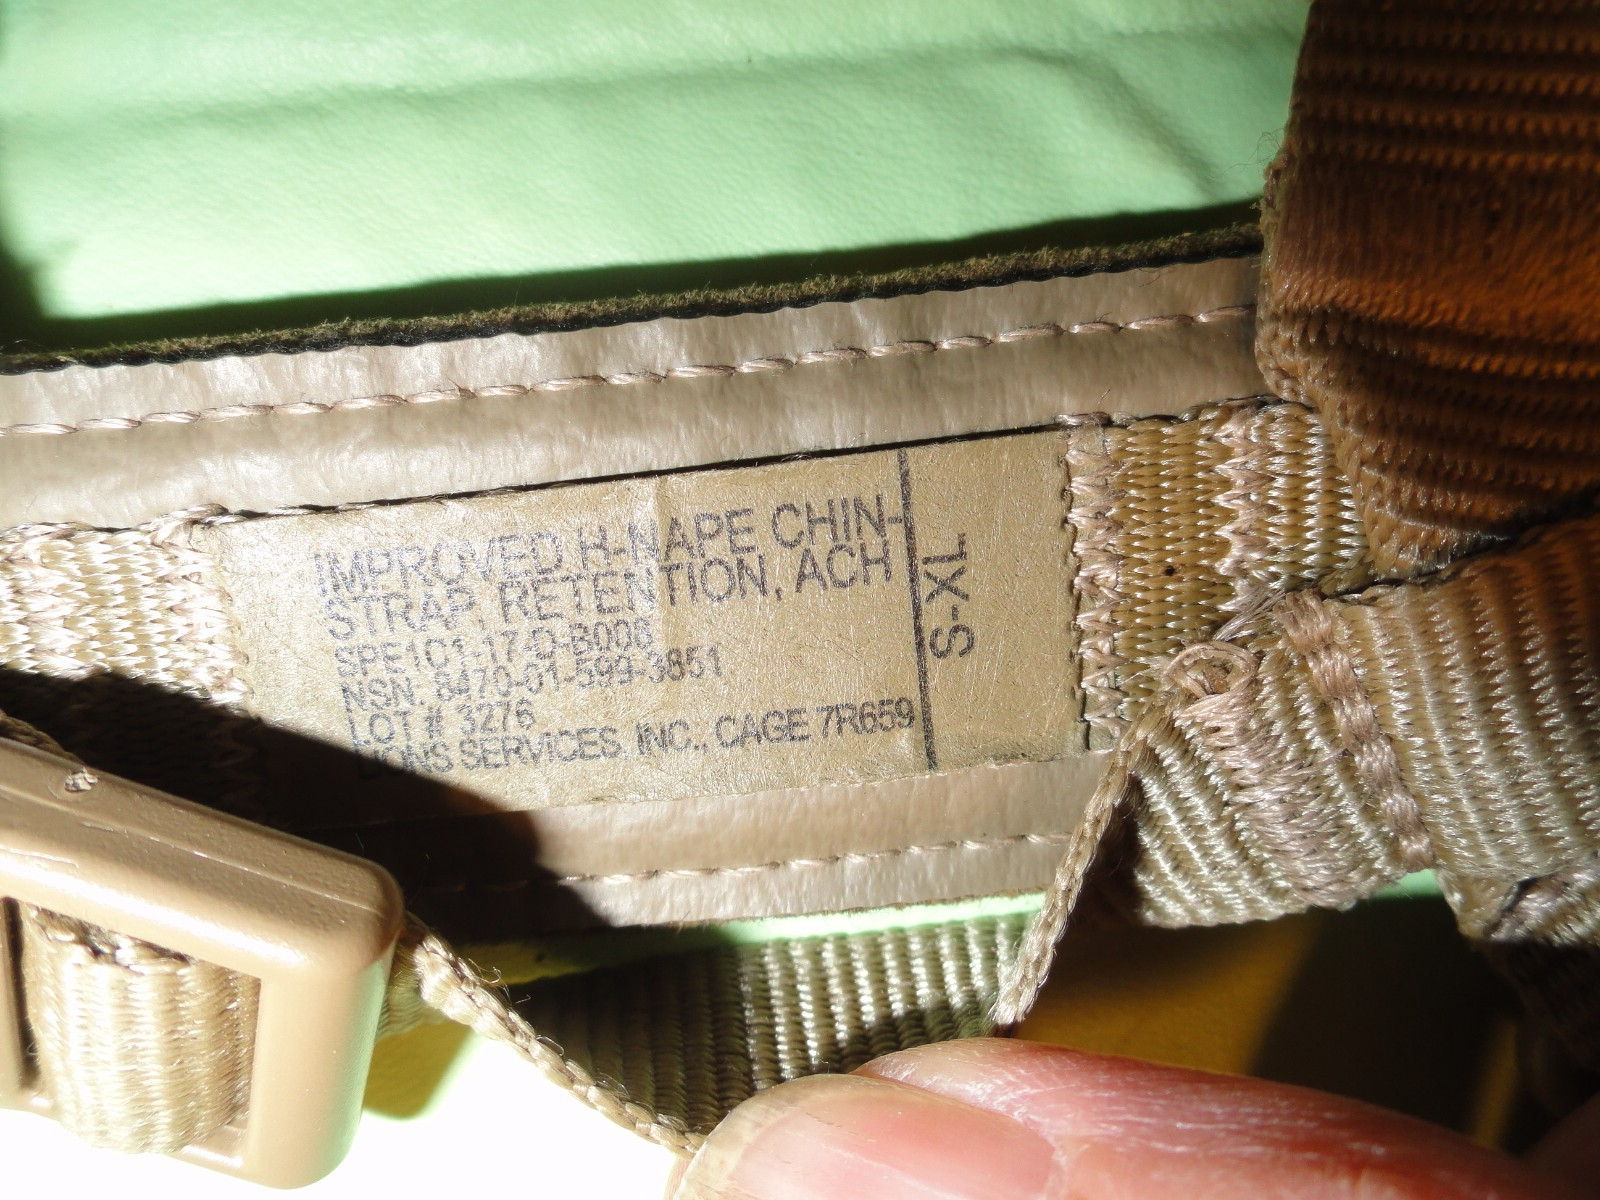 IMPROVED H-NAPE CHIN-
STRAP, RETENTION, ACH
SPE1C1-17-D-B006
NSN. 8470-01-599-3851
LOT # 3276
LIONS SERVICES, INC., CAGE 7R659
S-XL